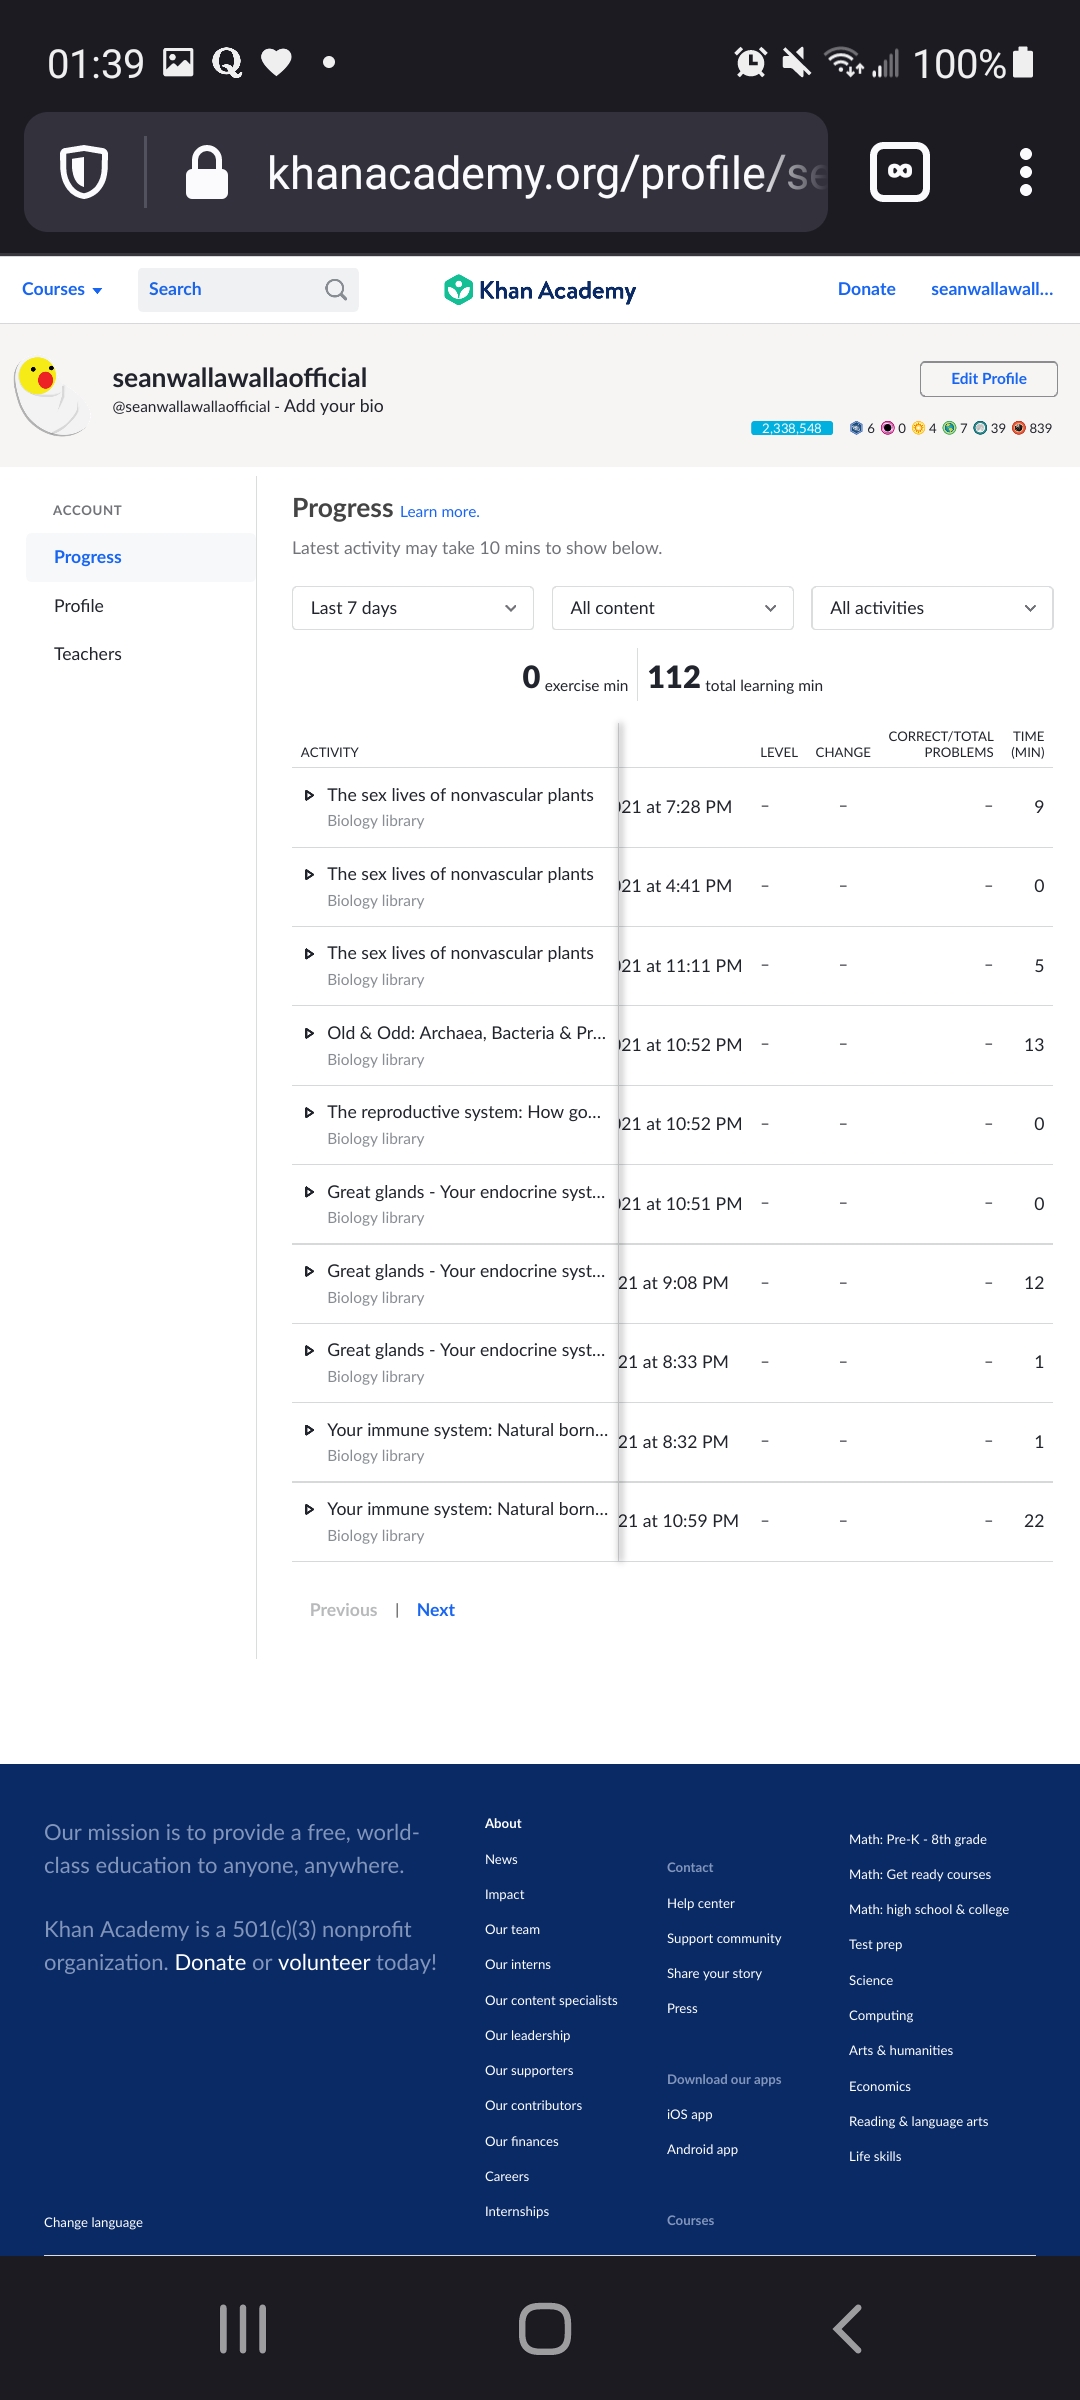 01:39
100%
khanacademy.org/profile/se
Courses
Search
Khan Academy
Donate
seanwallawall...
seanwallawallaofficial
@seanwallawallaofficial - Add your bio
Edit Profile
2,338,548
6
0
4
7
39
839
ACCOUNT
Progress
Profile
Teachers
Progress Learn more.
Latest activity may take 10 mins to show below.
Last 7 days
All content
All activities
0 exercise min
112 total learning min
ACTIVITY
LEVEL
CHANGE
CORRECT/TOTAL
PROBLEMS
TIME
(MIN)
The sex lives of nonvascular plants
Biology library
021 at 7:28 PM – – – 9
The sex lives of nonvascular plants
Biology library
021 at 4:41 PM – – – 0
The sex lives of nonvascular plants
Biology library
021 at 11:11 PM – – – 5
Old & Odd: Archaea, Bacteria & Pr...
Biology library
021 at 10:52 PM – – – 13
The reproductive system: How go...
Biology library
021 at 10:52 PM – – – 0
Great glands - Your endocrine syst...
Biology library
021 at 10:51 PM – – – 0
Great glands - Your endocrine syst...
Biology library
21 at 9:08 PM – – – 12
Great glands - Your endocrine syst...
Biology library
21 at 8:33 PM – – – 1
Your immune system: Natural born...
Biology library
21 at 8:32 PM – – – 1
Your immune system: Natural born...
Biology library
21 at 10:59 PM – – – 22
Previous | Next
Our mission is to provide a free, world-
class education to anyone, anywhere.
Khan Academy is a 501(c)(3) nonprofit
organization. Donate or volunteer today!
Change language
About
News
Impact
Our team
Our interns
Our content specialists
Our leadership
Our supporters
Our contributors
Our finances
Careers
Internships
Contact
Help center
Support community
Share your story
Press
Download our apps
iOS app
Android app
Courses
Math: Pre-K - 8th grade
Math: Get ready courses
Math: high school & college
Test prep
Science
Computing
Arts & humanities
Economics
Reading & language arts
Life skills